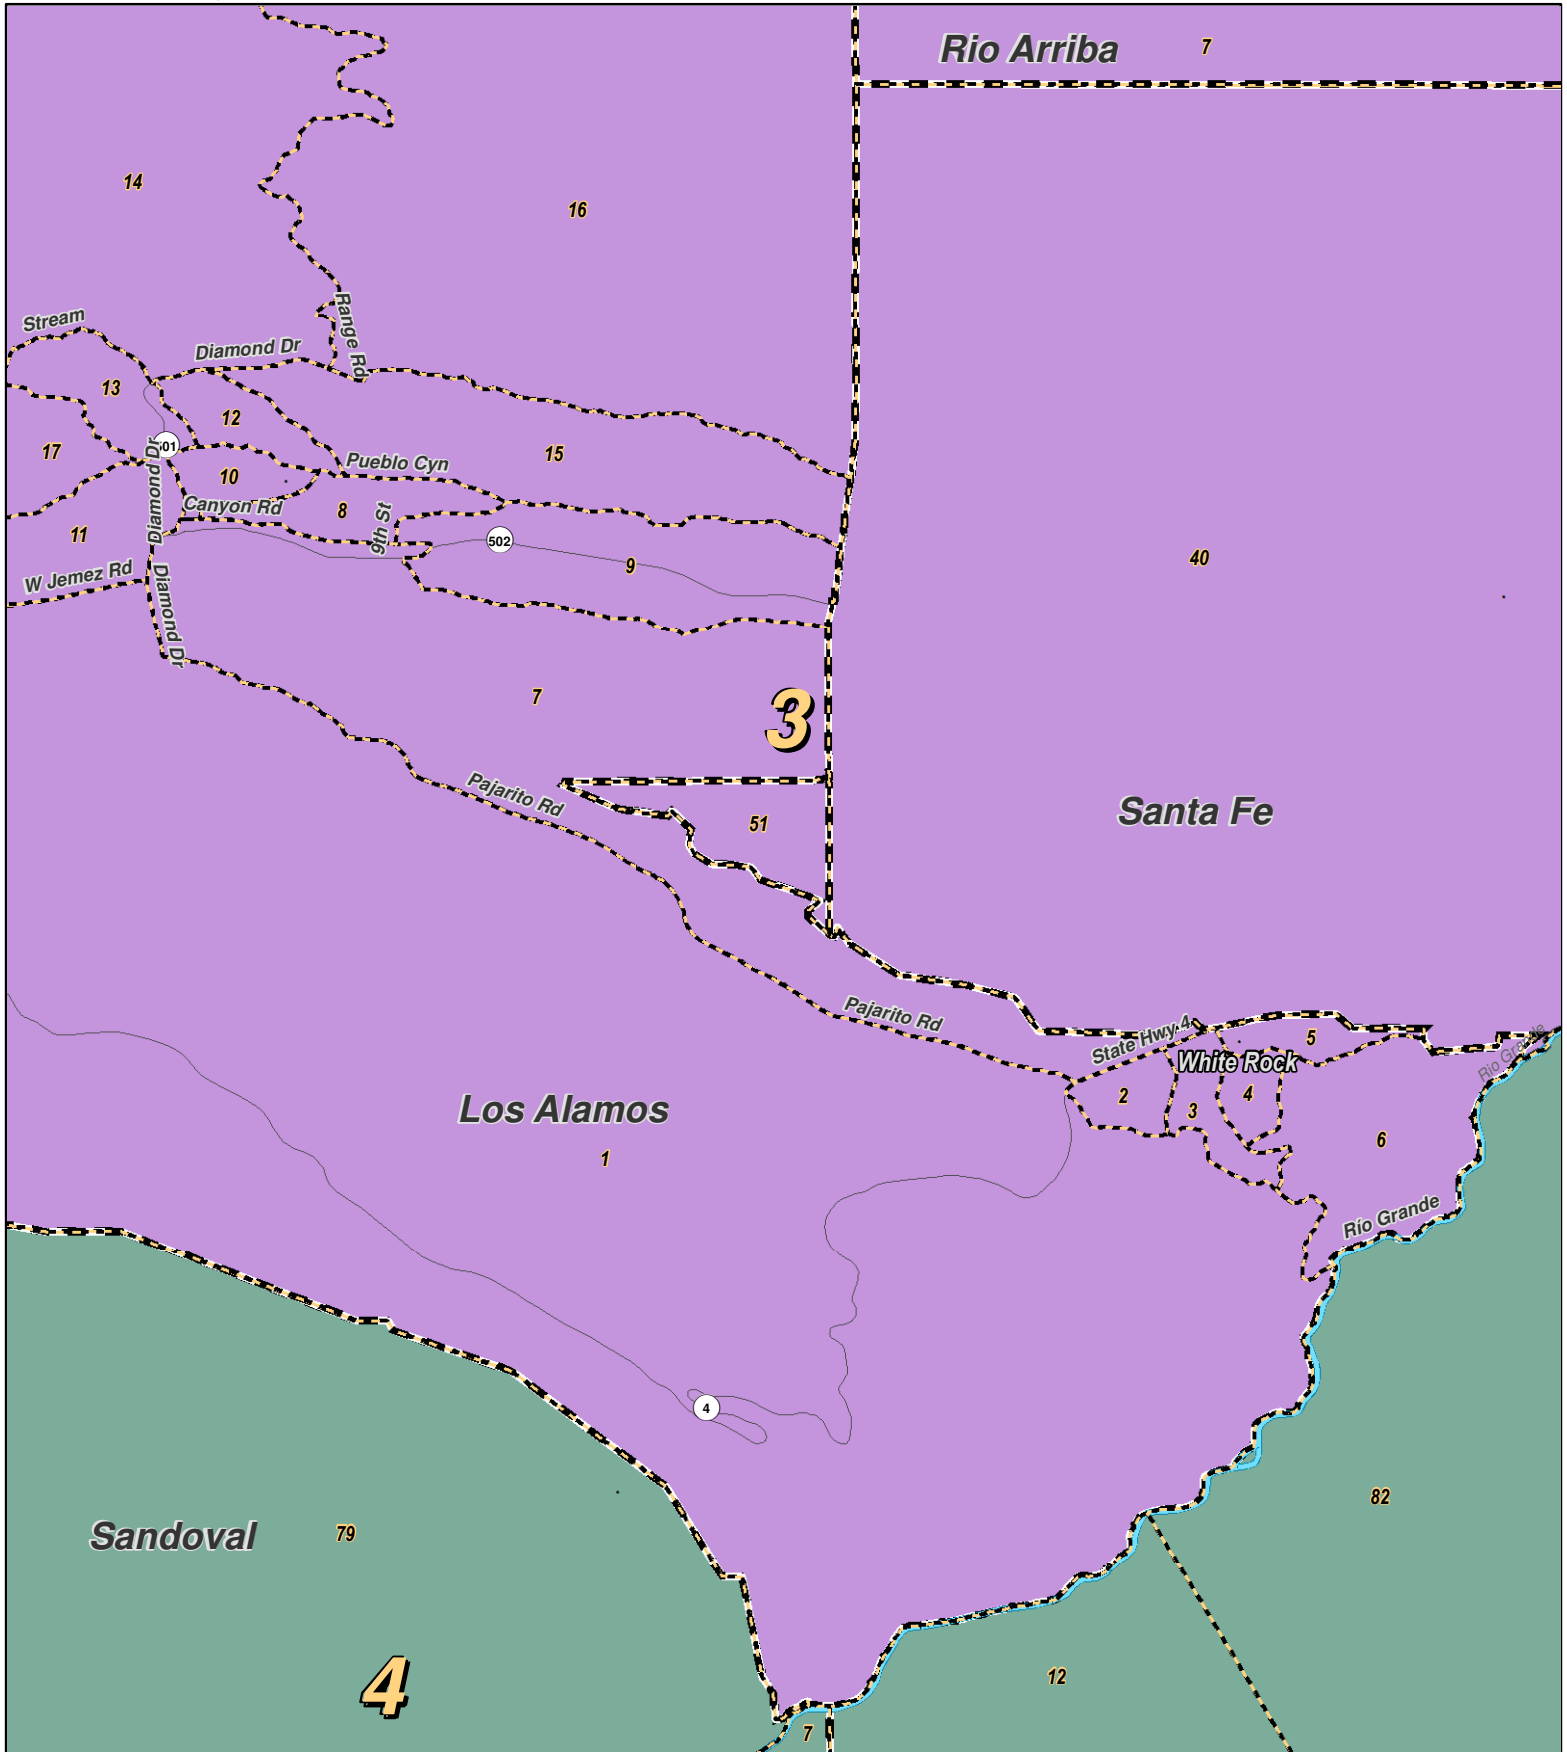 Rio Arriba
7
14
16
Range Rd
Stream
Diamond Dr
13
12
17
501
Diamond Dr
10
Pueblo Cyn
15
Canyon Rd
8
9th St
502
11
9
40
W Jemez Rd
Diamond Dr
7
3
Pajarito Rd
51
Santa Fe
Pajarito Rd
State Hwy 4
5
Rio Grande
White Rock
2
3
4
6
Los Alamos
1
Río Grande
4
82
Sandoval
79
4
12
7